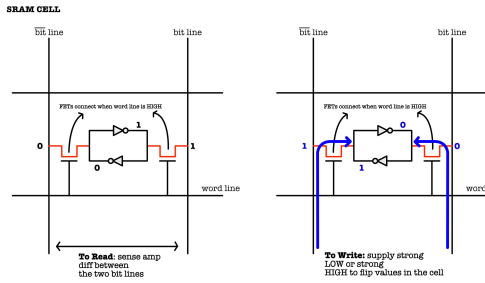 SRAM CELL
bit line
bit line
bit line
bit line
FETs connect when word line is HIGH
FETs connect when word line is HIGH
1
0
0
1
1
0
0
1
word line
word line
To Read: sense amp
diff between
the two bit lines
To Write: supply strong
LOW or strong
HIGH to flip values in the cell